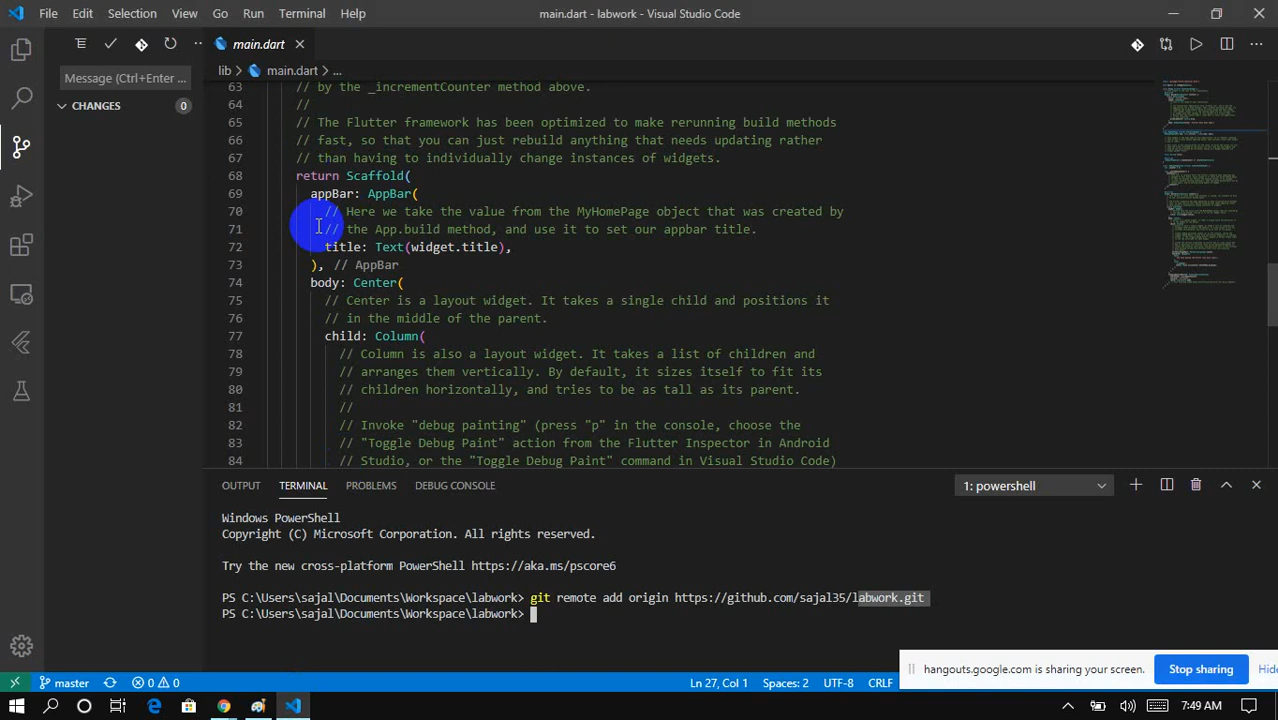 File Edit Selection View Go Run Terminal Help main.dart - labwork - Visual Studio Code
main.dart
lib > main.dart > ...
Message (Ctrl+Enter ...
CHANGES 0
63 // by the _incrementCounter method above.
64 //
65 // The Flutter framework has been optimized to make rerunning build methods
66 // fast, so that you can just rebuild anything that needs updating rather
67 // than having to individually change instances of widgets.
68 return Scaffold(
69 appBar: AppBar(
70 // Here we take the value from the MyHomePage object that was created by
71 // the App.build method, and use it to set our appbar title.
72 title: Text(widget.title),
73 ), // AppBar
74 body: Center(
75 // Center is a layout widget. It takes a single child and positions it
76 // in the middle of the parent.
77 child: Column(
78 // Column is also a layout widget. It takes a list of children and
79 // arranges them vertically. By default, it sizes itself to fit its
80 // children horizontally, and tries to be as tall as its parent.
81 //
82 // Invoke "debug painting" (press "p" in the console, choose the
83 // "Toggle Debug Paint" action from the Flutter Inspector in Android
84 // Studio, or the "Toggle Debug Paint" command in Visual Studio Code)
OUTPUT TERMINAL PROBLEMS DEBUG CONSOLE 1: powershell
Windows PowerShell
Copyright (C) Microsoft Corporation. All rights reserved.
Try the new cross-platform PowerShell https://aka.ms/pscore6
PS C:\Users\sajal\Documents\Workspace\labwork> git remote add origin https://github.com/sajal35/labwork.git
PS C:\Users\sajal\Documents\Workspace\labwork>
hangouts.google.com is sharing your screen. Stop sharing Hide
master 0 0 Ln 27, Col 1 Spaces: 2 UTF-8 CRLF
7:49 AM